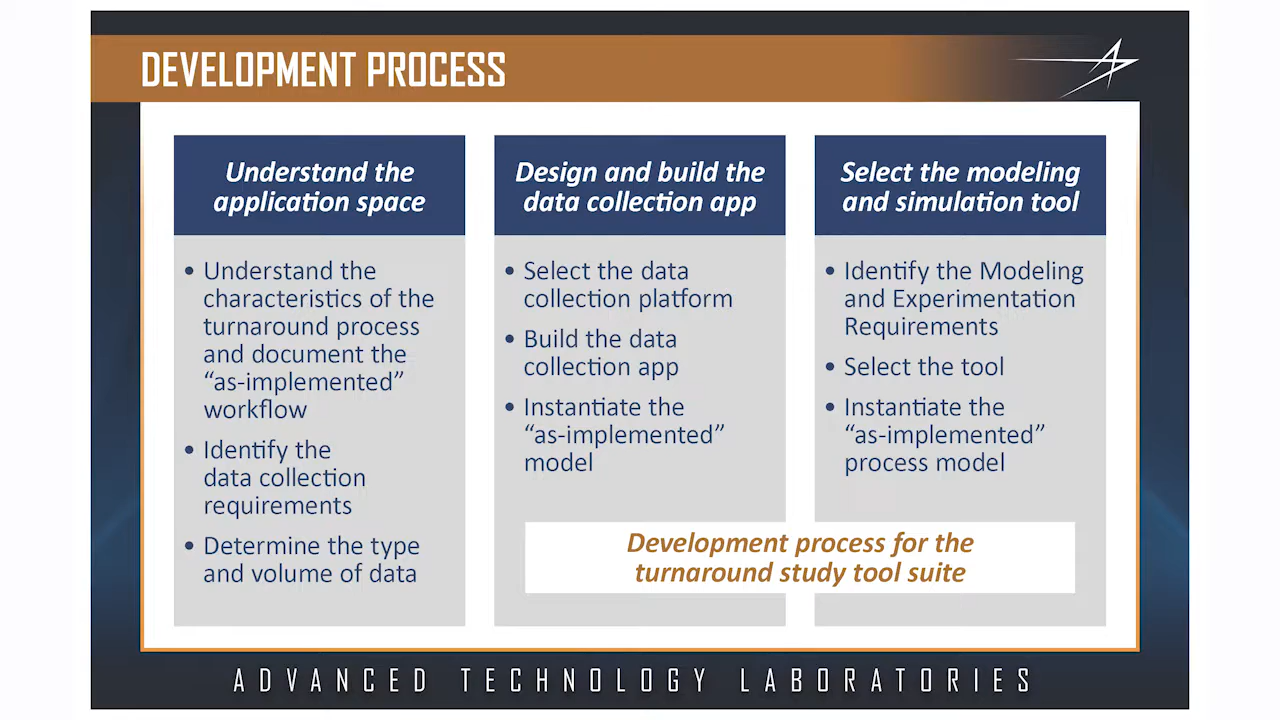 DEVELOPMENT PROCESS
Understand the
application space
• Understand the
characteristics of the
turnaround process
and document the
“as-implemented”
workflow
• Identify the
data collection
requirements
• Determine the type
and volume of data
Design and build the
data collection app
• Select the data
collection platform
• Build the data
collection app
• Instantiate the
“as-implemented”
model
Select the modeling
and simulation tool
• Identify the Modeling
and Experimentation
Requirements
• Select the tool
• Instantiate the
“as-implemented”
process model
Development process for the
turnaround study tool suite
ADVANCED TECHNOLOGY LABORATORIES